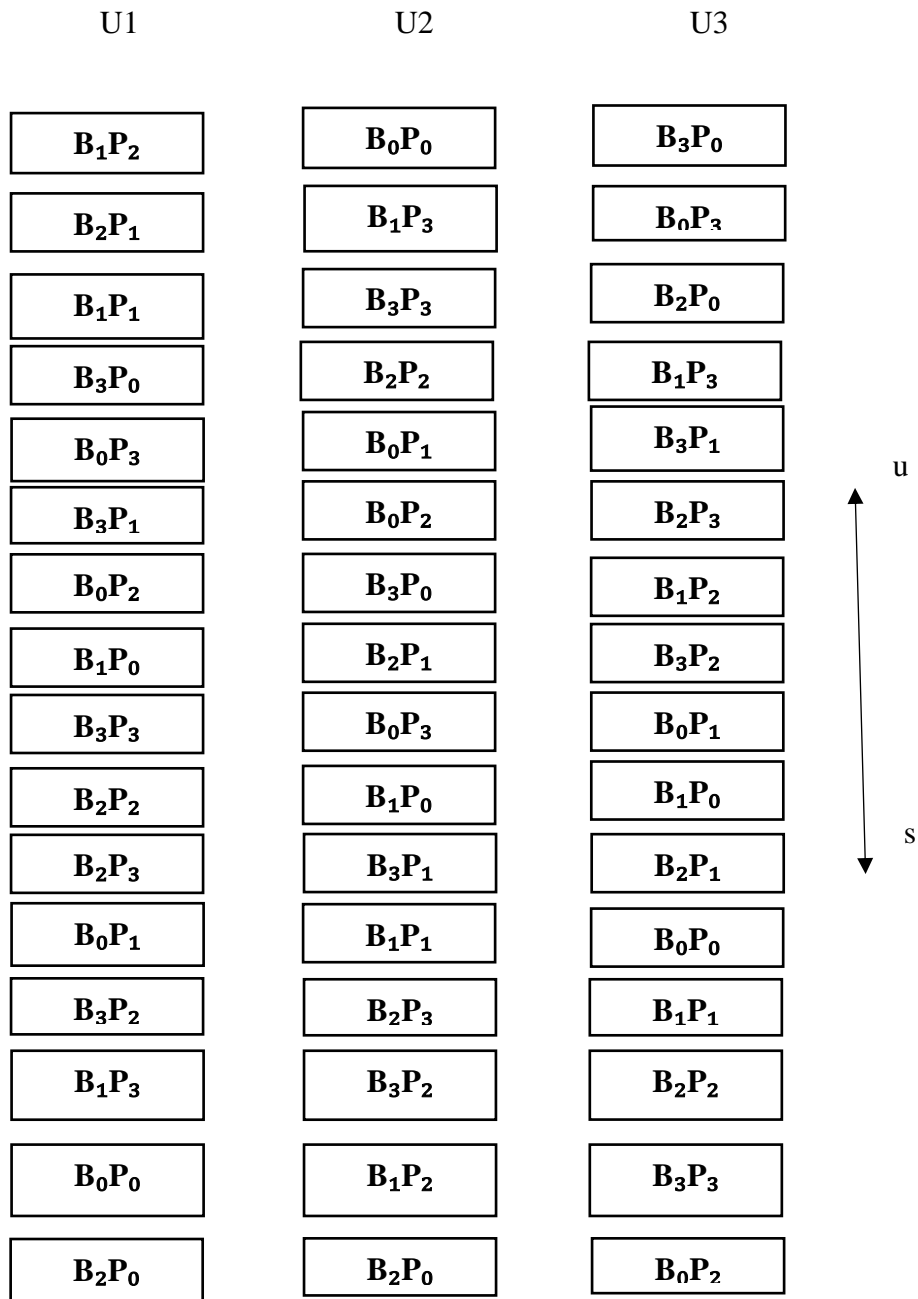 U1 U2 U3
B₁P₂ B₀P₀ B₃P₀
B₂P₁ B₁P₃ B₀P₃
B₁P₁ B₃P₃ B₂P₀
B₃P₀ B₂P₂ B₁P₃
B₀P₃ B₀P₁ B₃P₁
u
B₃P₁ B₀P₂ B₂P₃
B₀P₂ B₃P₀ B₁P₂
B₁P₀ B₂P₁ B₃P₂
B₃P₃ B₀P₃ B₀P₁
B₂P₂ B₁P₀ B₁P₀
s
B₂P₃ B₃P₁ B₂P₁
B₀P₁ B₁P₁ B₀P₀
B₃P₂ B₂P₃ B₁P₁
B₁P₃ B₃P₂ B₂P₂
B₀P₀ B₁P₂ B₃P₃
B₂P₀ B₂P₀ B₀P₂